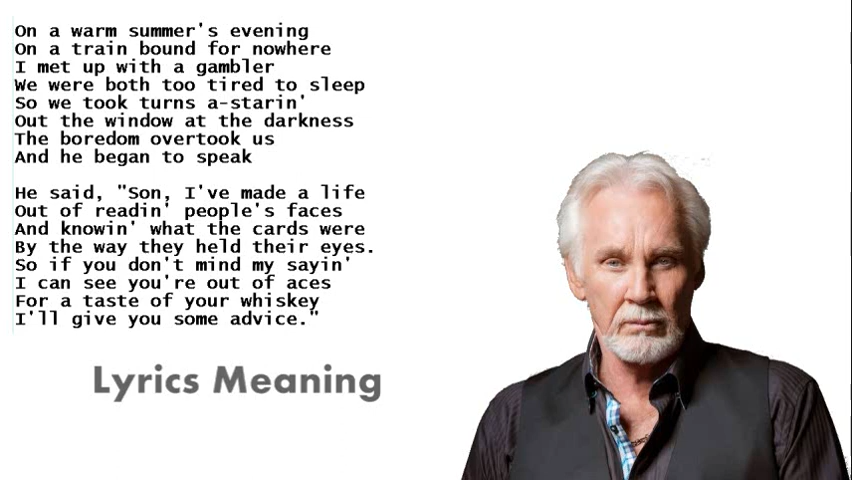 On a warm summer's evening
On a train bound for nowhere
I met up with a gambler
We were both too tired to sleep
So we took turns a-starin'
Out the window at the darkness
The boredom overtook us
And he began to speak
He said, "Son, I've made a life
Out of readin' people's faces
And knowin' what the cards were
By the way they held their eyes.
So if you don't mind my sayin'
I can see you're out of aces
For a taste of your whiskey
I'll give you some advice."
Lyrics Meaning